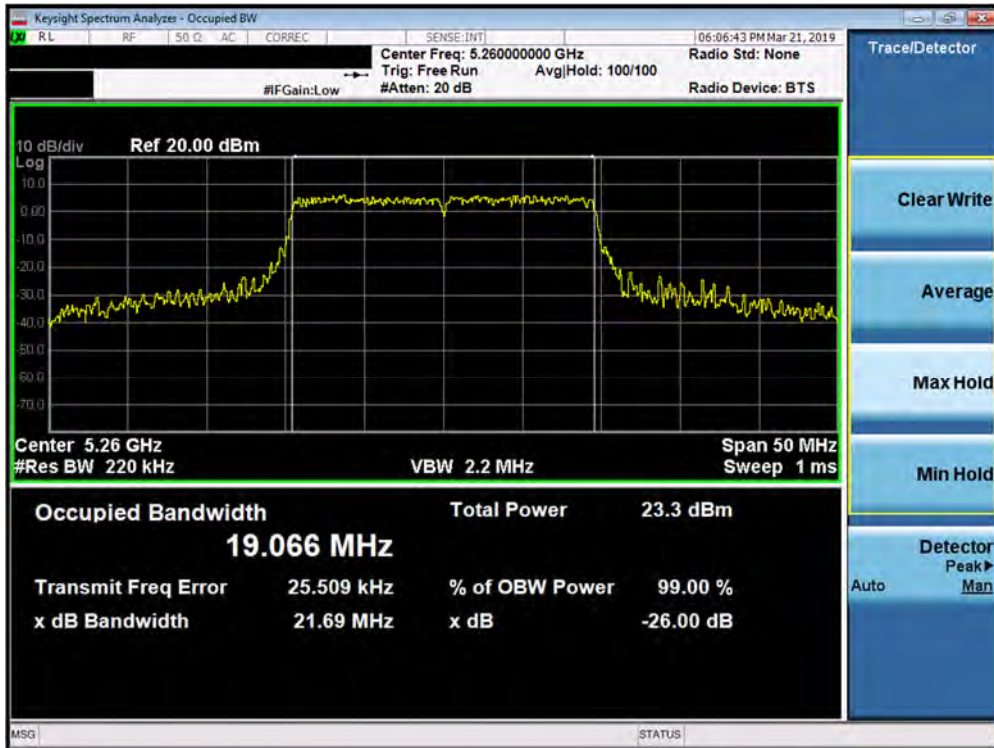 Keysight Spectrum Analyzer - Occupied BW
LXI RL RF 50 Ω AC CORREC SENSE:INT 06:06:43 PM Mar 21, 2019
Center Freq: 5.260000000 GHz Radio Std: None
Trig: Free Run Avg|Hold: 100/100
#IFGain:Low #Atten: 20 dB Radio Device: BTS
10 dB/div Ref 20.00 dBm
Log
10.0
0.00
-10.0
-20.0
-30.0
-40.0
-50.0
-60.0
-70.0
Center 5.26 GHz Span 50 MHz
#Res BW 220 kHz VBW 2.2 MHz Sweep 1 ms
Occupied Bandwidth Total Power 23.3 dBm
19.066 MHz
Transmit Freq Error 25.509 kHz % of OBW Power 99.00 %
x dB Bandwidth 21.69 MHz x dB -26.00 dB
Trace/Detector
Clear Write
Average
Max Hold
Min Hold
Detector
Peak▶
Auto Man
MSG STATUS